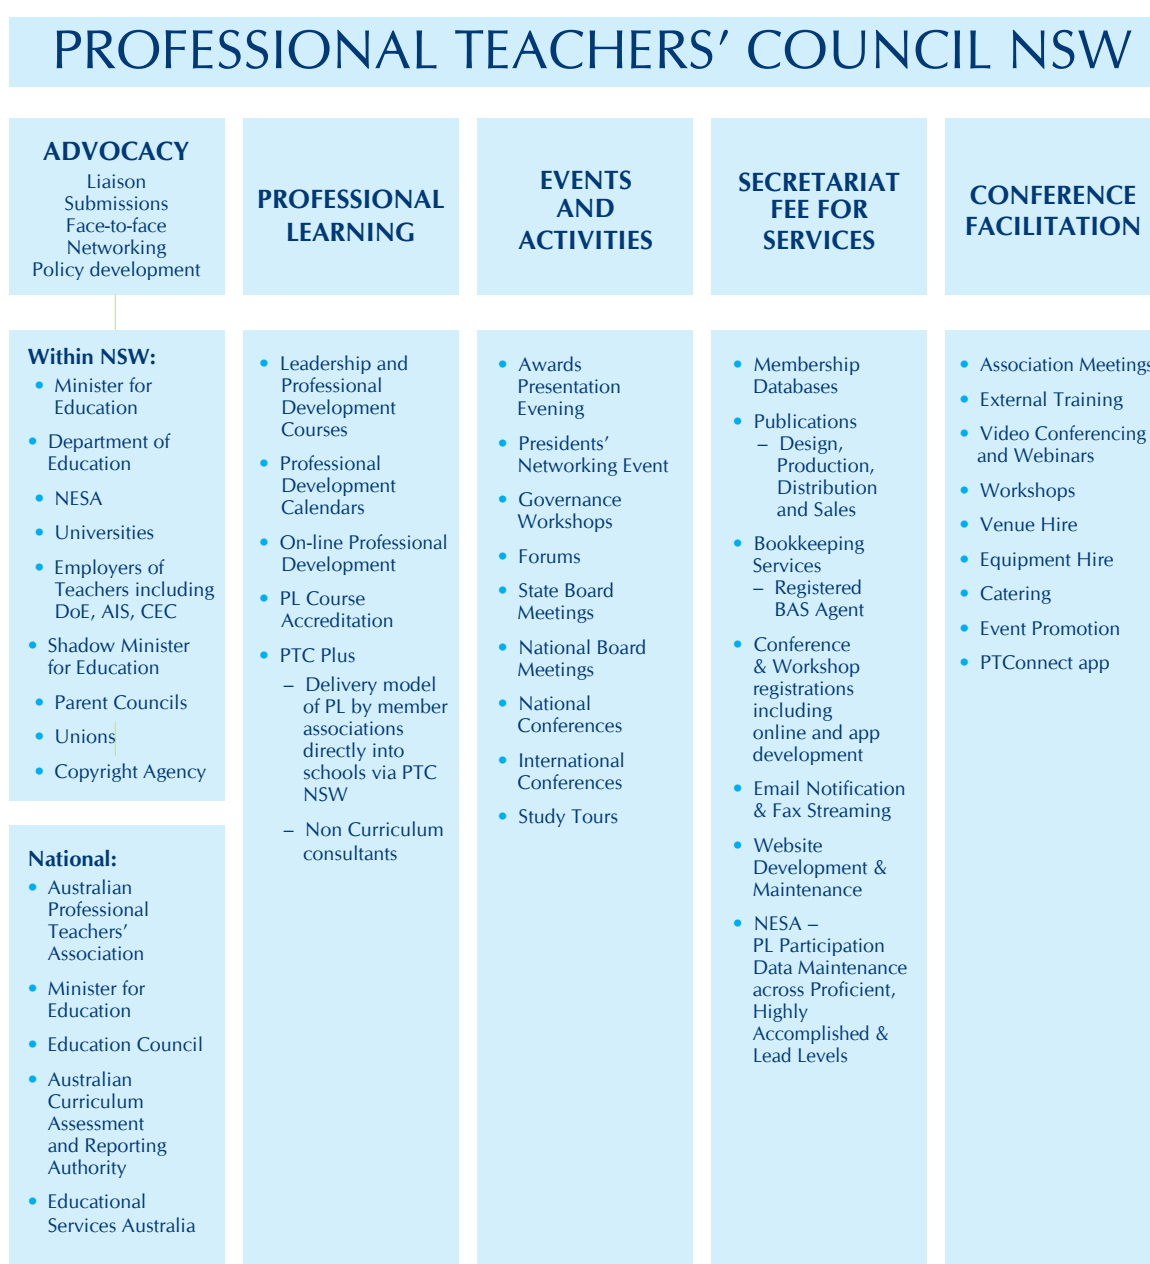 PROFESSIONAL TEACHERS’ COUNCIL NSW
ADVOCACY
Liaison
Submissions
Face-to-face
Networking
Policy development
Within NSW:
• Minister for
Education
• Department of
Education
• NESA
• Universities
• Employers of
Teachers including
DoE, AIS, CEC
• Shadow Minister
for Education
• Parent Councils
• Unions
• Copyright Agency
National:
• Australian
Professional
Teachers’
Association
• Minister for
Education
• Education Council
• Australian
Curriculum
Assessment
and Reporting
Authority
• Educational
Services Australia
PROFESSIONAL
LEARNING
• Leadership and
Professional
Development
Courses
• Professional
Development
Calendars
• On-line Professional
Development
• PL Course
Accreditation
• PTC Plus
– Delivery model
of PL by member
associations
directly into
schools via PTC
NSW
– Non Curriculum
consultants
EVENTS
AND
ACTIVITIES
• Awards
Presentation
Evening
• Presidents’
Networking Event
• Governance
Workshops
• Forums
• State Board
Meetings
• National Board
Meetings
• National
Conferences
• International
Conferences
• Study Tours
SECRETARIAT
FEE FOR
SERVICES
• Membership
Databases
• Publications
– Design,
Production,
Distribution
and Sales
• Bookkeeping
Services
– Registered
BAS Agent
• Conference
& Workshop
registrations
including
online and app
development
• Email Notification
& Fax Streaming
• Website
Development &
Maintenance
• NESA –
PL Participation
Data Maintenance
across Proficient,
Highly
Accomplished &
Lead Levels
CONFERENCE
FACILITATION
• Association Meetings
• External Training
• Video Conferencing
and Webinars
• Workshops
• Venue Hire
• Equipment Hire
• Catering
• Event Promotion
• PTConnect app